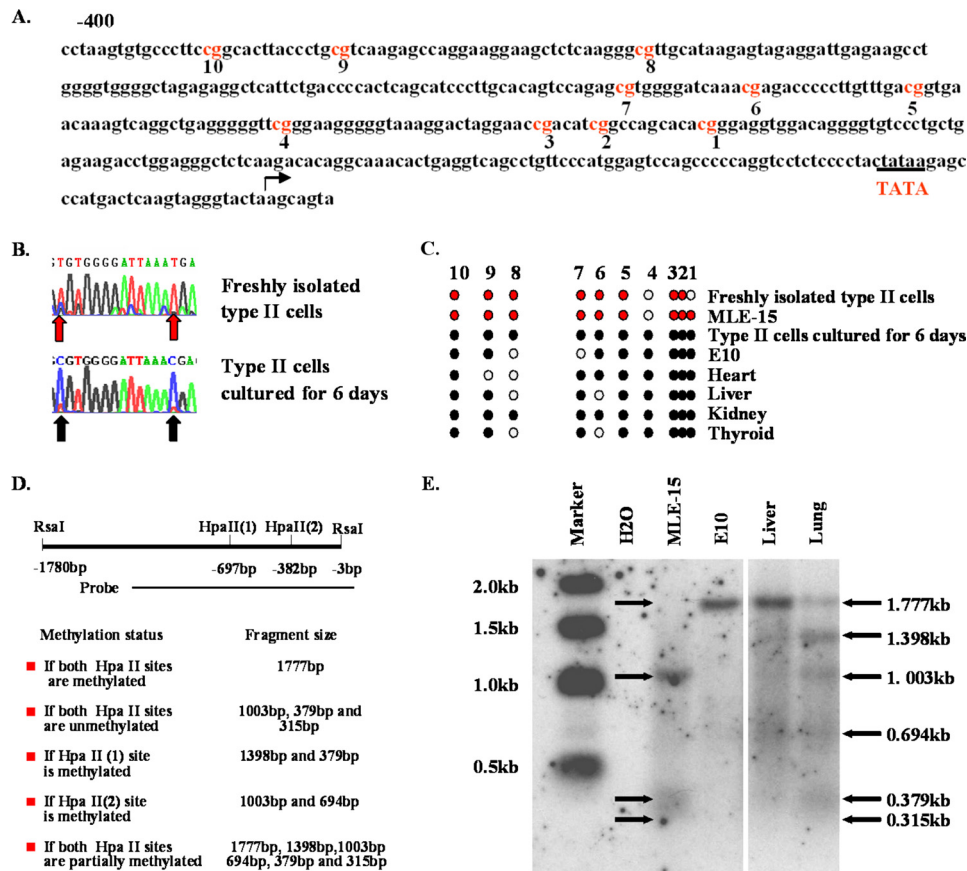 A.
-400
cctaagtgtgcccttccggcacttaccctgcgtcaagagccaggaaggaagctctcaagggcgttgcataagagtagaggattgagaagcct
10 9 8
ggggtggggctagagaggctcattctgaccccactcagcatcccttgcacagtccagagcgtggggatcaaacgagacccccttgtttgacggtga
7 6 5
acaaagtcaggctgagggggttcggggaagggggtaaaggactaggaaccgacatcggccagcacacgggaggtggacaggggtgtccctgctg
4 3 2 1
agaagacctggagggctctcaagacacaggcaaacactgaggtcagcctgttcccatggagtccagcccccaggtcctctcccctactataagagc
TATA
ccatgactcaagtagggtactaagcagta
B.
GTGTGGGGATTAAATGA
Freshly isolated
type II cells
GCGTGGGGATTAAACGA
Type II cells
cultured for 6 days
C.
10 9 8 7 6 5 4 321
Freshly isolated type II cells
MLE-15
Type II cells cultured for 6 days
E10
Heart
Liver
Kidney
Thyroid
D.
RsaI HpaII(1) HpaII(2) RsaI
-1780bp -697bp -382bp -3bp
Probe
Methylation status Fragment size
If both Hpa II sites
are methylated
1777bp
If both Hpa II sites
are unmethylated
1003bp, 379bp and
315bp
If Hpa II (1) site
is methylated
1398bp and 379bp
If Hpa II(2) site
is methylated
1003bp and 694bp
If both Hpa II sites
are partially methylated
1777bp, 1398bp,1003bp
694bp, 379bp and 315bp
E.
Marker
H2O
MLE-15
E10
Liver
Lung
2.0kb
1.5kb
1.0kb
0.5kb
1.777kb
1.398kb
1. 003kb
0.694kb
0.379kb
0.315kb